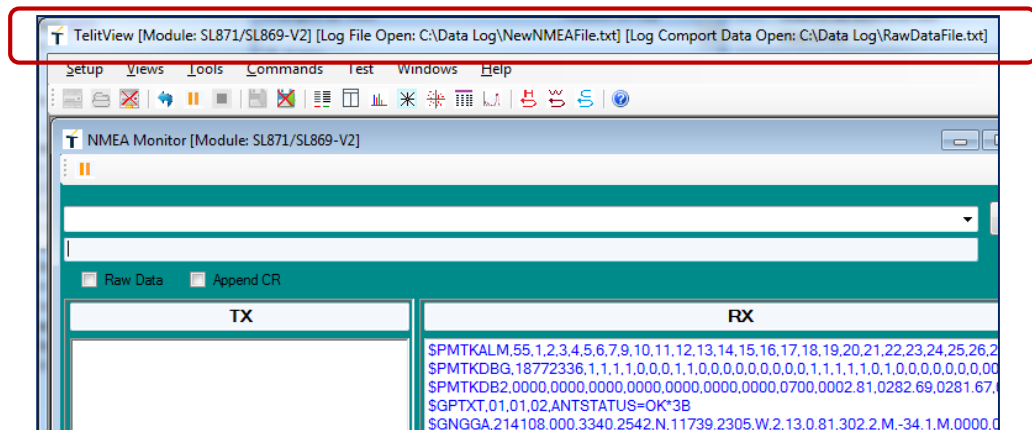 TelitView [Module: SL871/SL869-V2] [Log File Open: C:\Data Log\NewNMEAFile.txt] [Log Comport Data Open: C:\Data Log\RawDataFile.txt]
Setup Views Tools Commands Test Windows Help
NMEA Monitor [Module: SL871/SL869-V2]
Raw Data Append CR
TX RX
$PMTKALM,55,1,2,3,4,5,6,7,9,10,11,12,13,14,15,16,17,18,19,20,21,22,23,24,25,26,2
$PMTKDBG,18772336,1,1,1,1,0,0,0,1,1,0,0,0,0,0,0,0,0,1,1,1,1,1,0,1,0,0,0,0,0,0,0,00
$PMTKDB2,0000,0000,0000,0000,0000,0000,0000,0700,0002.81,0282.69,0281.67,
$GPTXT,01,01,02,ANTSTATUS=OK*3B
$GNGGA,214108.000,3340.2542,N,11739.2305,W,2,13,0.81,302.2,M,-34.1,M,0000,0